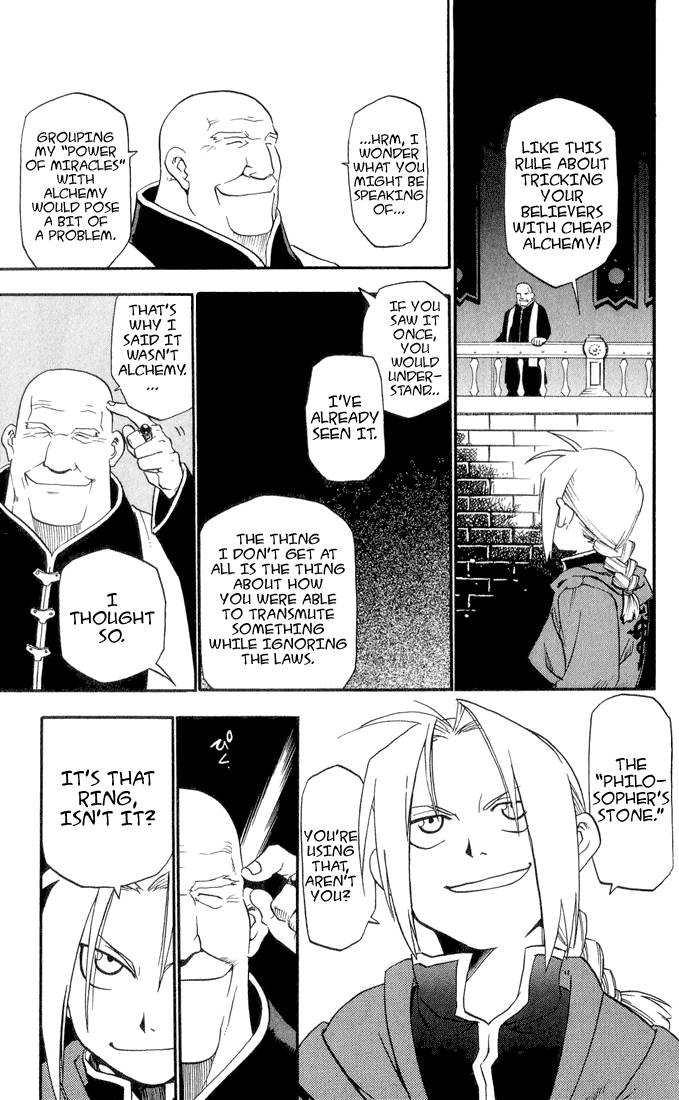 LIKE THIS
RULE ABOUT
TRICKING
YOUR
BELIEVERS
WITH CHEAP
ALCHEMY!
...HRM, I
WONDER
WHAT YOU
MIGHT BE
SPEAKING
OF...
GROUPING
MY "POWER
OF MIRACLES"
WITH
ALCHEMY
WOULD POSE
A BIT OF
A PROBLEM.
IF YOU
SAW IT
ONCE,
YOU
WOULD
UNDER-
STAND...
I'VE
ALREADY
SEEN IT.
THE THING
I DON'T GET AT
ALL IS THE THING
ABOUT HOW
YOU WERE ABLE
TO TRANSMUTE
SOMETHING
WHILE IGNORING
THE LAWS.
THAT'S
WHY I
SAID IT
WASN'T
ALCHEMY.
...
I
THOUGHT
SO.
THE
"PHILO-
SOPHER'S
STONE."
YOU'RE
USING
THAT,
AREN'T
YOU?
ぴく
IT'S THAT
RING,
ISN'T IT?